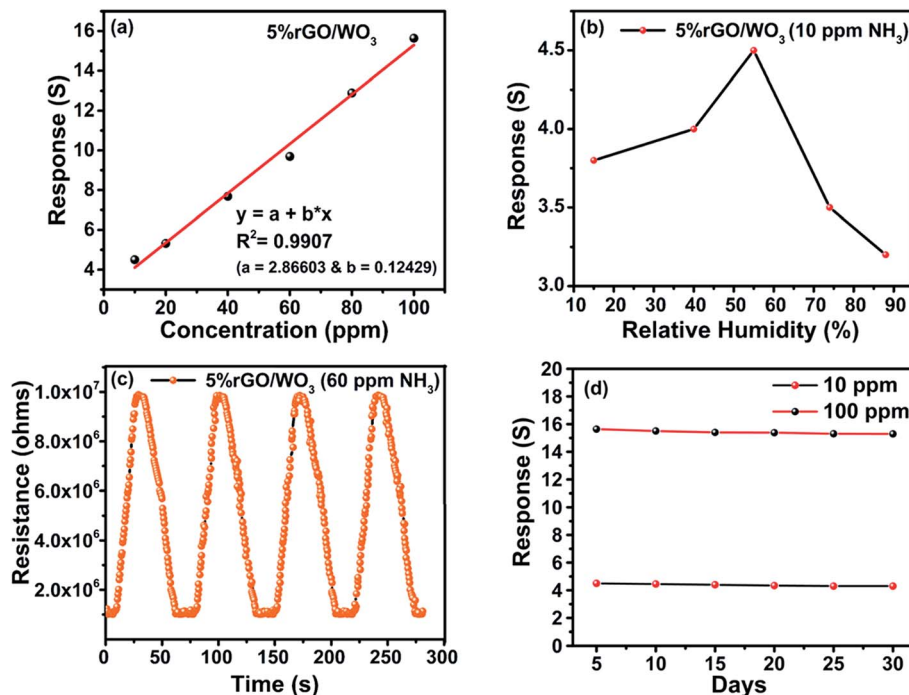 (a)
5%rGO/WO₃
16
14
12
10
8
6
4
Response (S)
y = a + b*x
R²= 0.9907
(a = 2.86603 & b = 0.12429)
0 20 40 60 80 100
Concentration (ppm)
(b)
5%rGO/WO₃ (10 ppm NH₃)
4.5
4.0
3.5
3.0
Response (S)
10 20 30 40 50 60 70 80 90
Relative Humidity (%)
(c)
5%rGO/WO₃ (60 ppm NH₃)
1.0x10⁷
8.0x10⁶
6.0x10⁶
4.0x10⁶
2.0x10⁶
Resistance (ohms)
0 50 100 150 200 250 300
Time (s)
(d)
10 ppm
100 ppm
20
18
16
14
12
10
8
6
4
2
0
Response (S)
5 10 15 20 25 30
Days